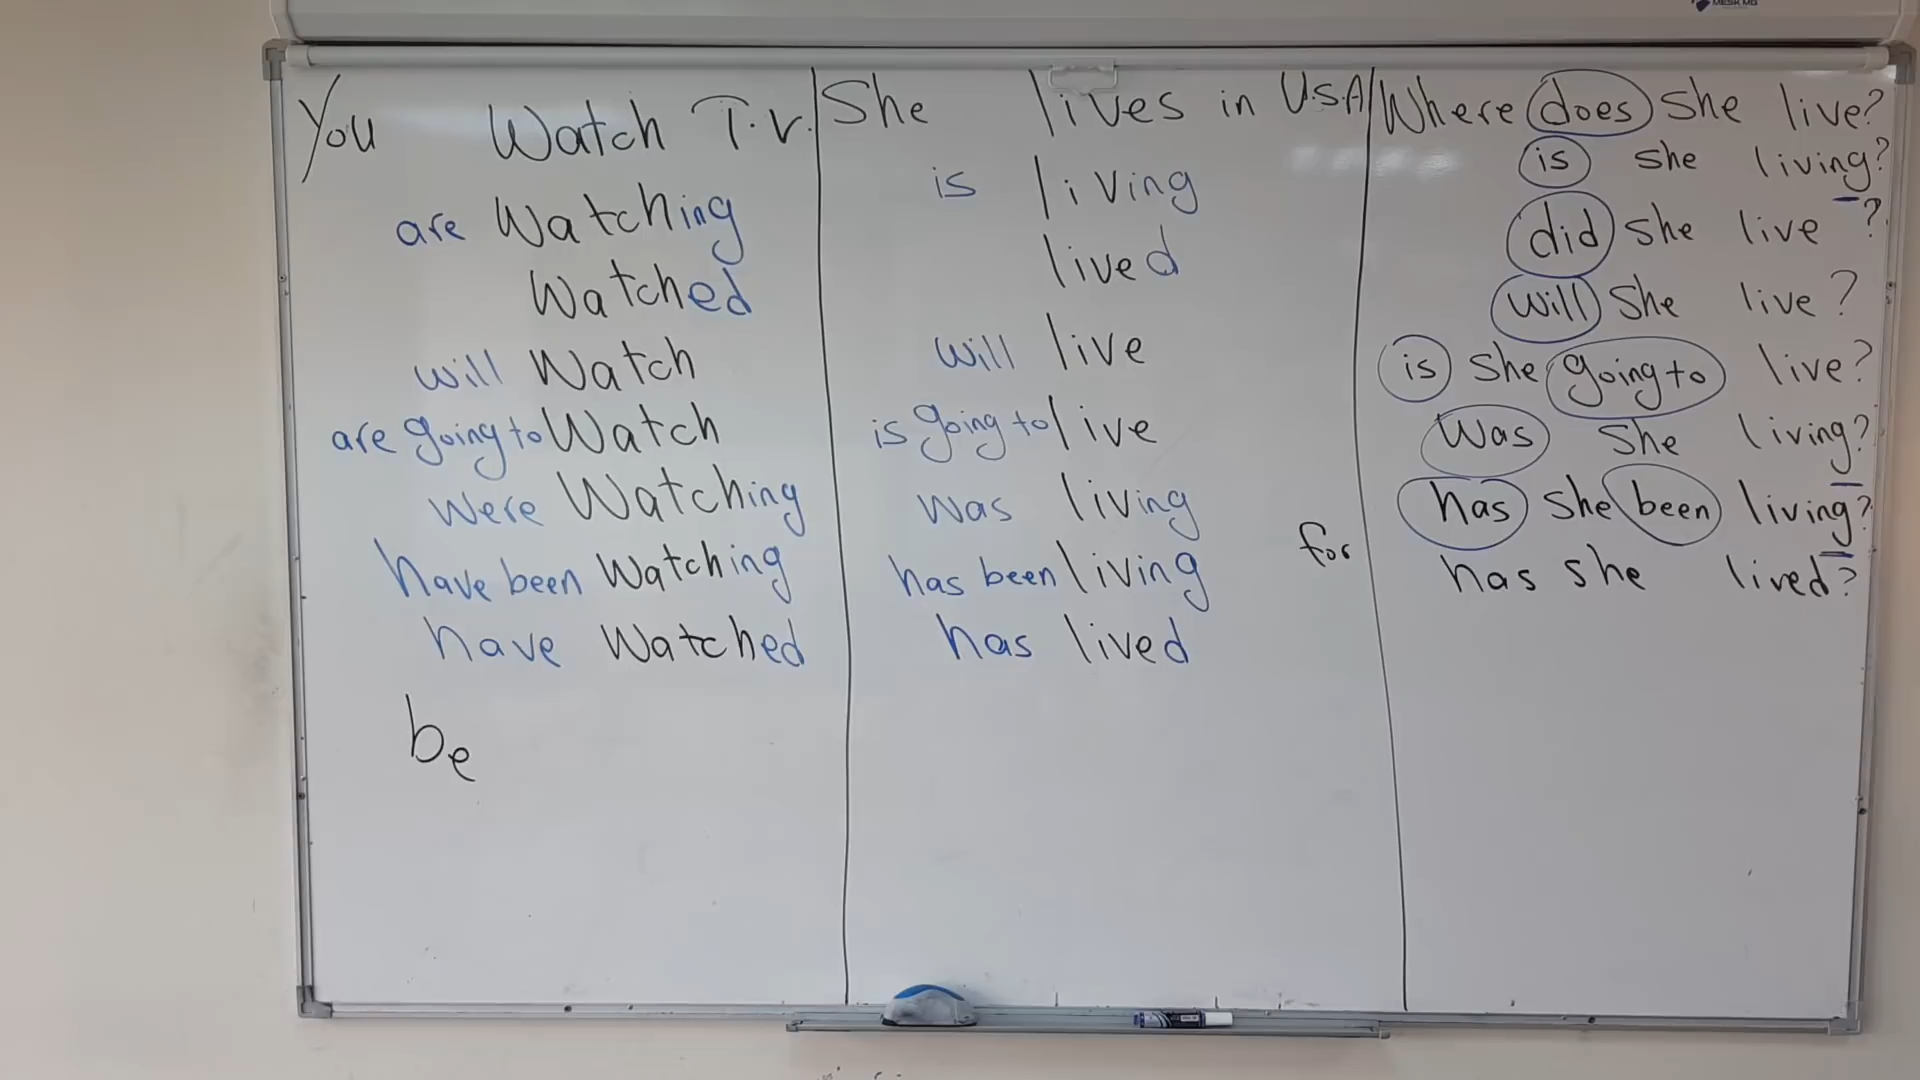 You Watch T.V.
are Watching
Watched
will Watch
are going to Watch
were Watching
have been Watching
have Watched
be
She lives in U.S.A
is living
lived
will live
is going to live
was living
has been living for
has lived
Where does she live?
is she living?
did she live ?
will She live?
is she going to live?
Was She living?
has she been living?
has she lived?